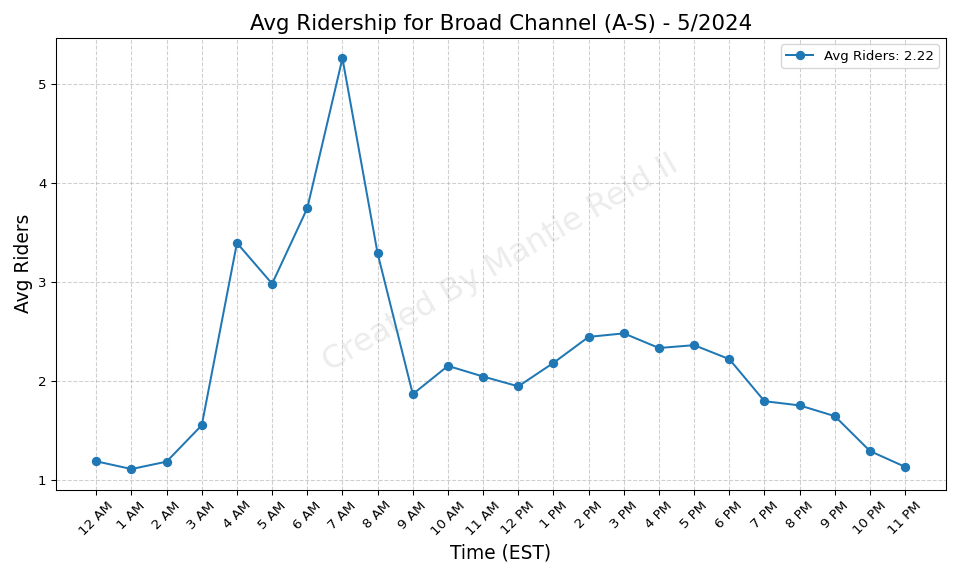 Avg Ridership for Broad Channel (A-S) - 5/2024
Avg Riders: 2.22
Avg Riders
5
4
3
2
1
Created By Mantie Reid II
12 AM
1 AM
2 AM
3 AM
4 AM
5 AM
6 AM
7 AM
8 AM
9 AM
10 AM
11 AM
12 PM
1 PM
2 PM
3 PM
4 PM
5 PM
6 PM
7 PM
8 PM
9 PM
10 PM
11 PM
Time (EST)